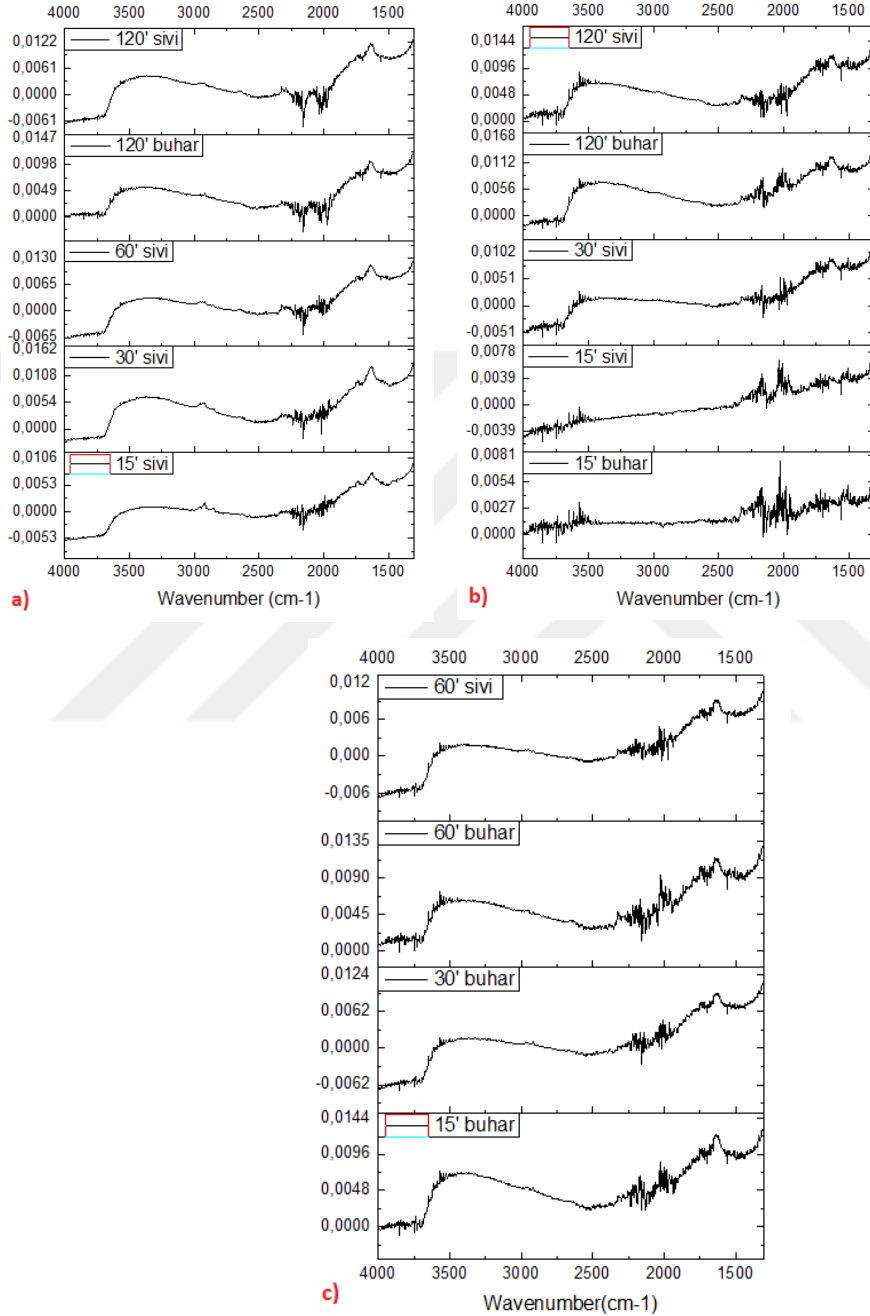 4000 3500 3000 2500 2000 1500
0,0122
120' sivi
0,0061
0,0000
-0,0061
0,0147
120' buhar
0,0098
0,0049
0,0000
60' sivi
0,0130
0,0065
0,0000
-0,0065
0,0162
30' sivi
0,0108
0,0054
0,0000
0,0106
15' sivi
0,0053
0,0000
-0,0053
4000 3500 3000 2500 2000 1500
a)
Wavenumber (cm-1)
4000 3500 3000 2500 2000 1500
0,0144
120' sivi
0,0096
0,0048
0,0000
0,0168
120' buhar
0,0112
0,0056
0,0000
0,0102
30' sivi
0,0051
0,0000
-0,0051
0,0078
15' sivi
0,0039
0,0000
-0,0039
0,0081
15' buhar
0,0054
0,0027
0,0000
4000 3500 3000 2500 2000 1500
b)
Wavenumber (cm-1)
4000 3500 3000 2500 2000 1500
0,012
60' sivi
0,006
0,000
-0,006
60' buhar
0,0135
0,0090
0,0045
0,0000
0,0124
30' buhar
0,0062
0,0000
-0,0062
0,0144
15' buhar
0,0096
0,0048
0,0000
4000 3500 3000 2500 2000 1500
c)
Wavenumber(cm-1)